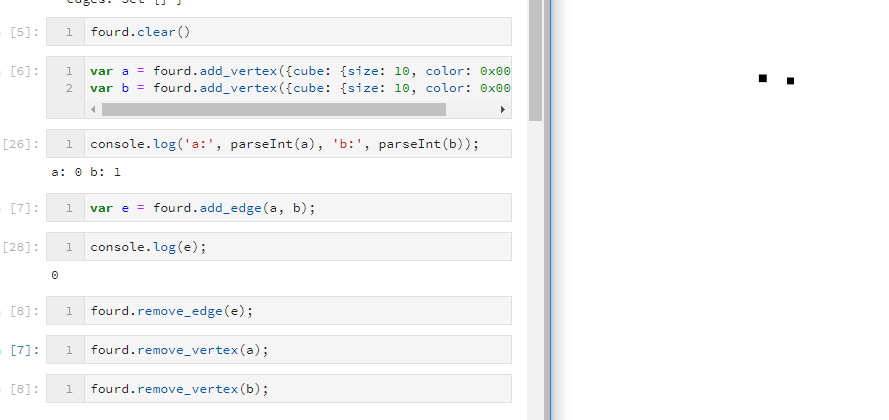 [5]: 1 fourd.clear()
[6]: 1 var a = fourd.add_vertex({cube: {size: 10, color: 0x00
2 var b = fourd.add_vertex({cube: {size: 10, color: 0x00
[26]: 1 console.log('a:', parseInt(a), 'b:', parseInt(b));
a: 0 b: 1
[7]: 1 var e = fourd.add_edge(a, b);
[28]: 1 console.log(e);
0
[8]: 1 fourd.remove_edge(e);
[7]: 1 fourd.remove_vertex(a);
[8]: 1 fourd.remove_vertex(b);